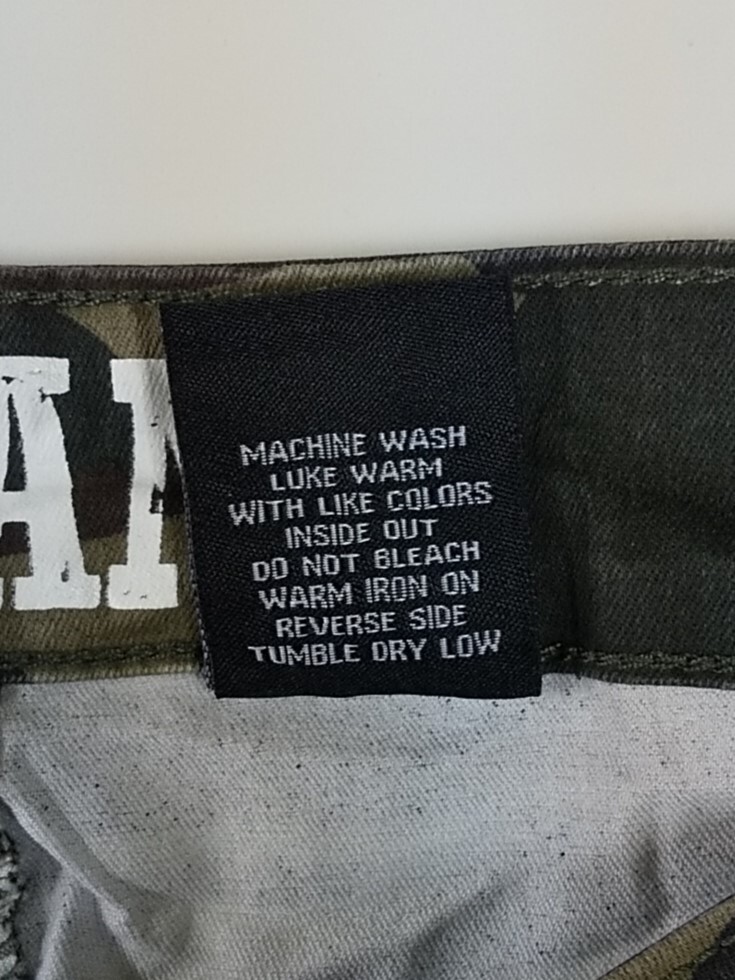 MACHINE WASH
LUKE WARM
WITH LIKE COLORS
INSIDE OUT
DO NOT BLEACH
WARM IRON ON
REVERSE SIDE
TUMBLE DRY LOW